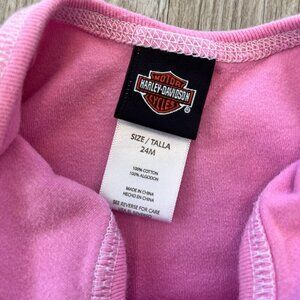 MOTOR
HARLEY-DAVIDSON
CYCLES
®
SIZE / TALLA
24M
100% COTTON
100% ALGODON
MADE IN CHINA
HECHO EN CHINA
SEE REVERSE FOR CARE